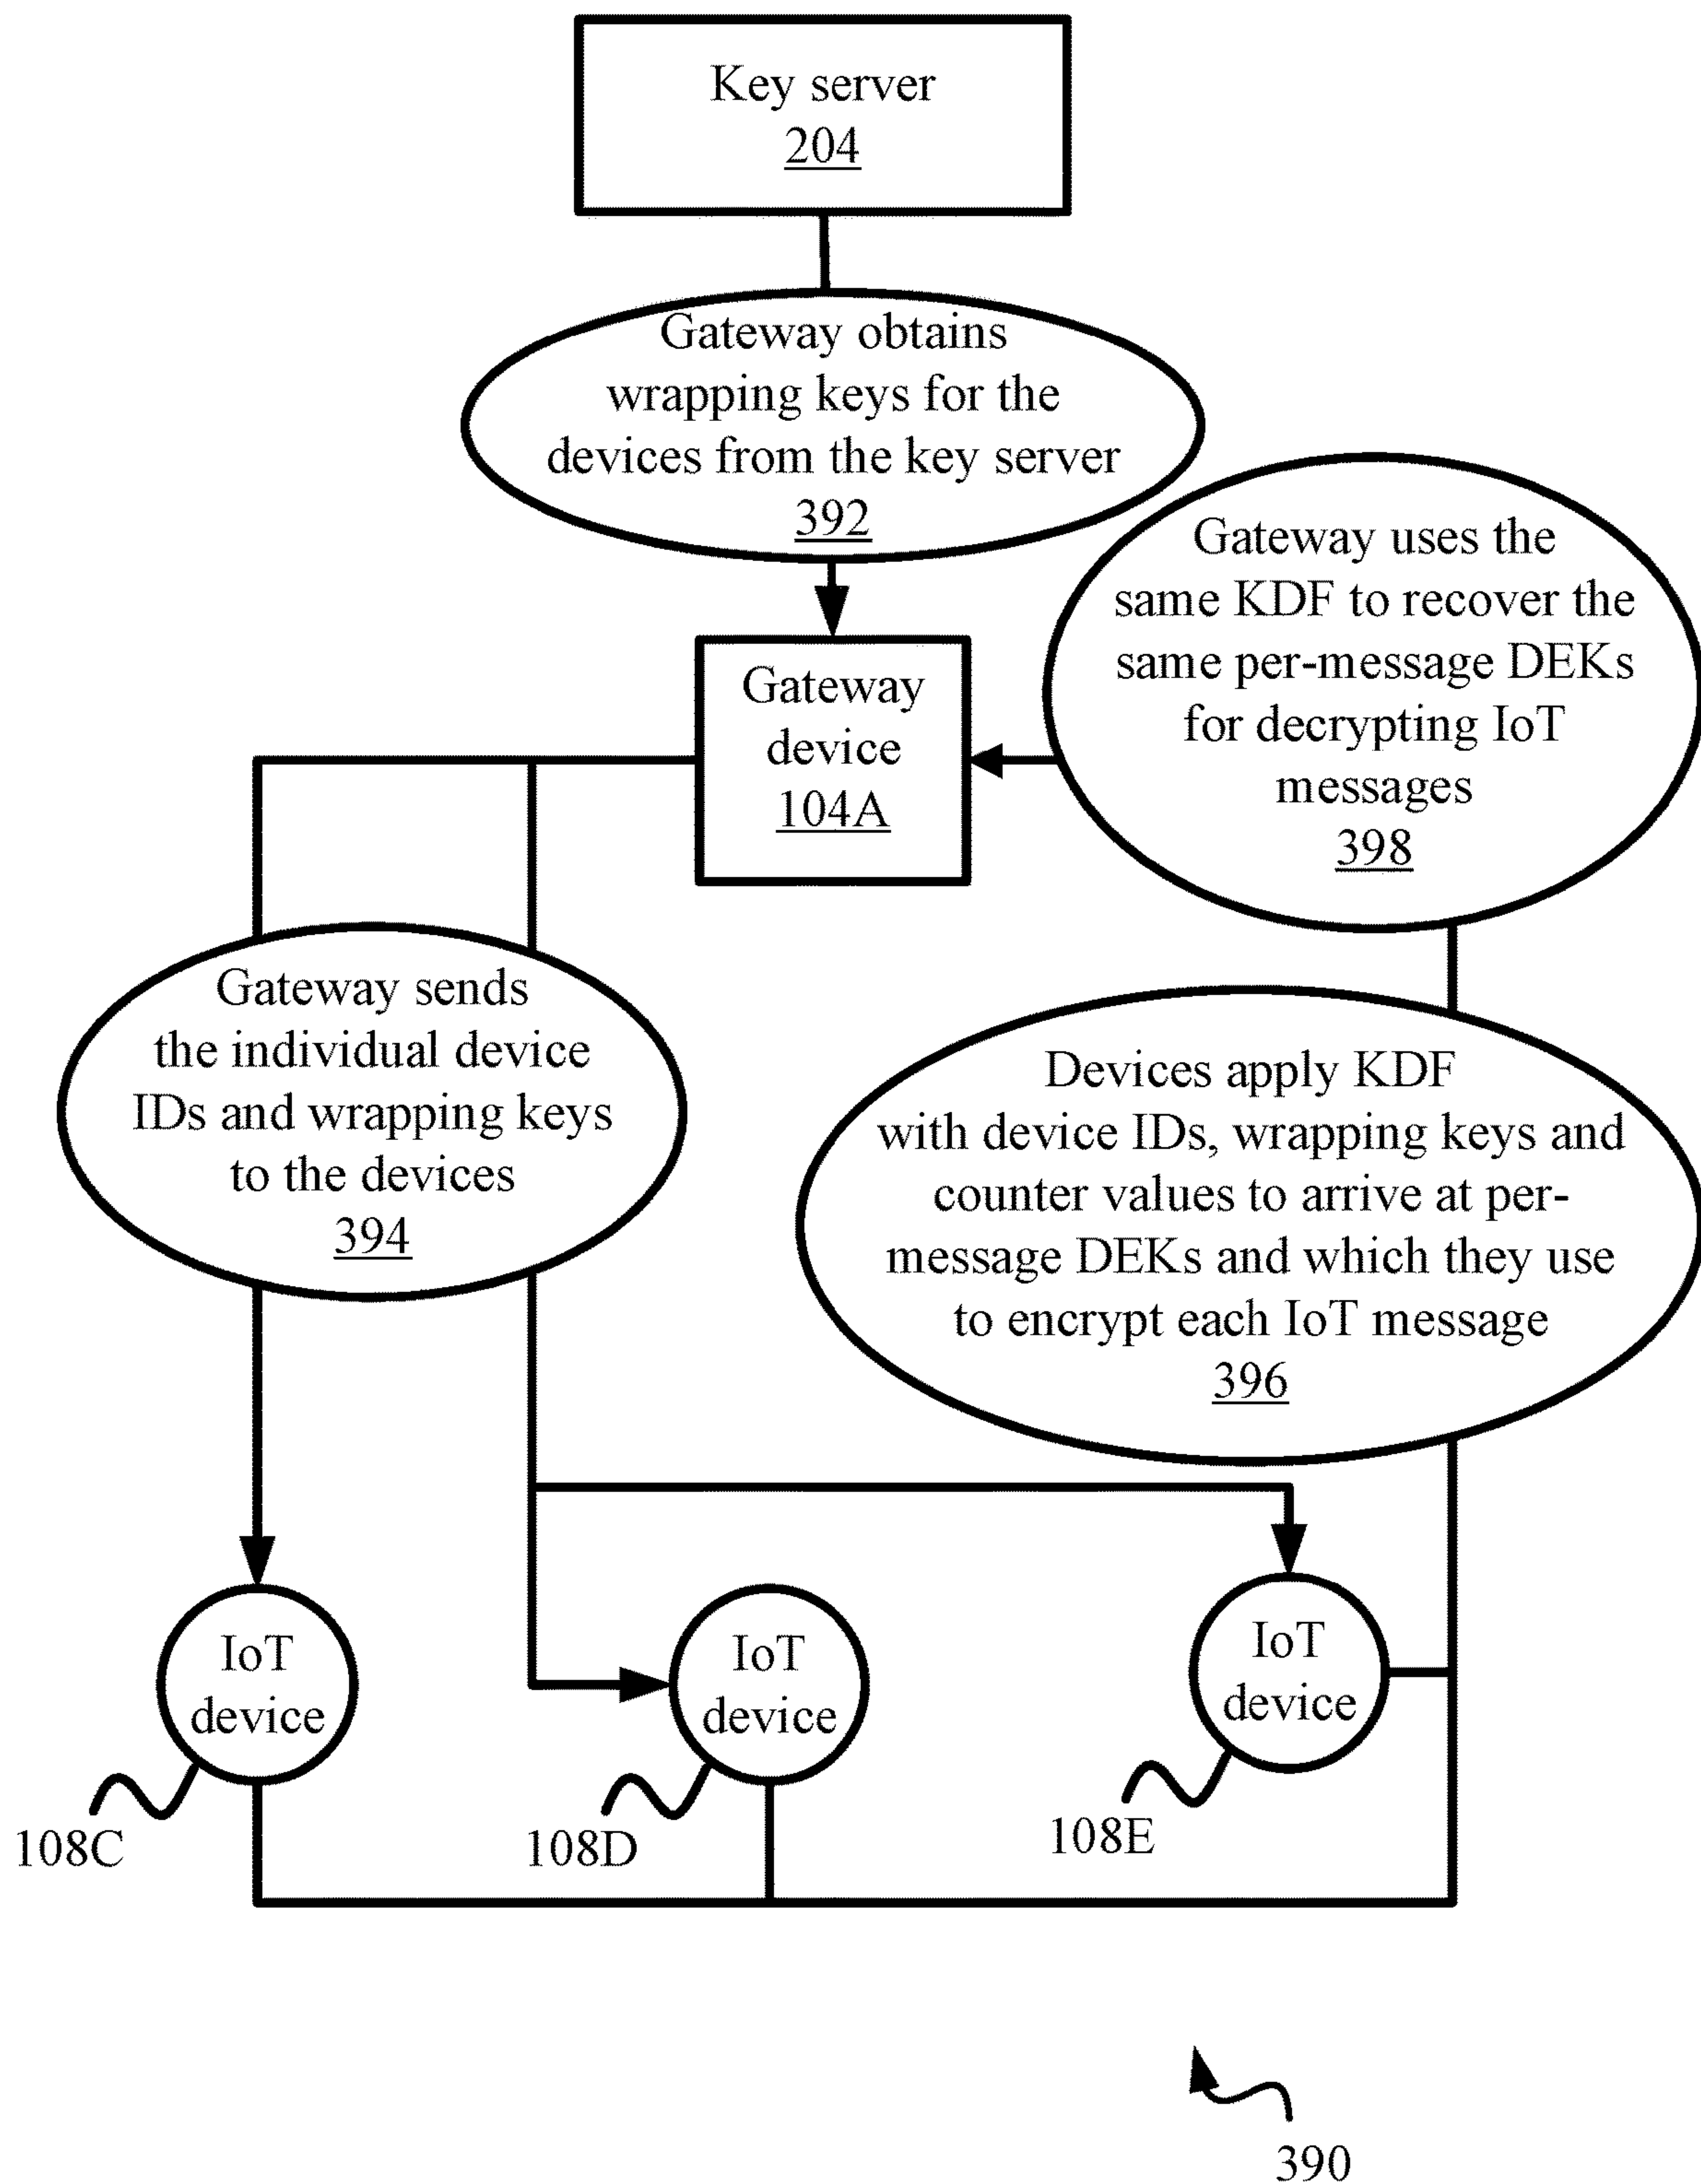 Key server
204
Gateway obtains
wrapping keys for the
devices from the key server
392
Gateway uses the
same KDF to recover the
same per-message DEKs
for decrypting IoT
messages
398
Gateway
device
104A
Gateway sends
the individual device
IDs and wrapping keys
to the devices
394
Devices apply KDF
with device IDs, wrapping keys and
counter values to arrive at per-
message DEKs and which they use
to encrypt each IoT message
396
IoT
device
108C
IoT
device
108D
IoT
device
108E
390